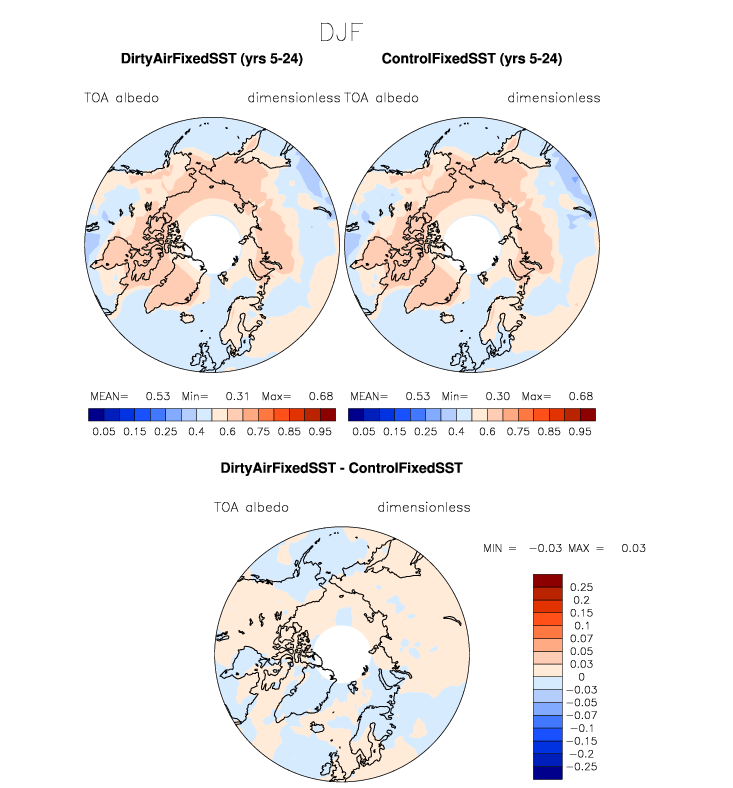 DJF
DirtyAirFixedSST (yrs 5-24) ControlFixedSST (yrs 5-24)
TOA albedo dimensionless TOA albedo dimensionless
MEAN= 0.53 Min= 0.31 Max= 0.68 MEAN= 0.53 Min= 0.30 Max= 0.68
0.05 0.15 0.25 0.4 0.6 0.75 0.85 0.95 0.05 0.15 0.25 0.4 0.6 0.75 0.85 0.95
DirtyAirFixedSST - ControlFixedSST
TOA albedo dimensionless
MIN = -0.03 MAX = 0.03
0.25
0.2
0.15
0.1
0.07
0.05
0.03
0
-0.03
-0.05
-0.07
-0.1
-0.15
-0.2
-0.25